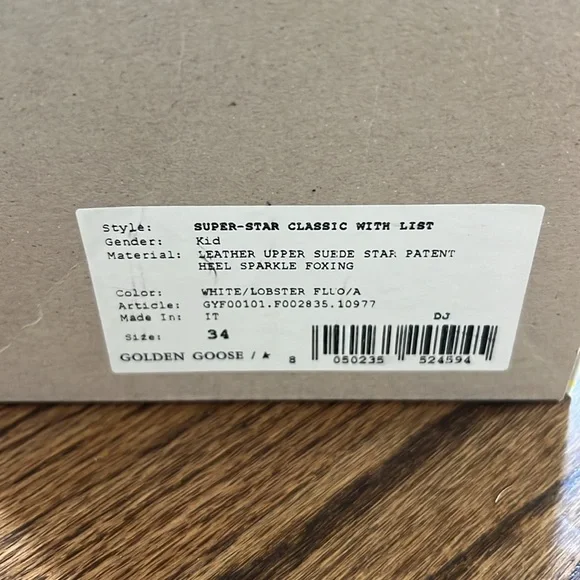 Style: SUPER-STAR CLASSIC WITH LIST
Gender: Kid
Material: LEATHER UPPER SUEDE STAR PATENT
HEEL SPARKLE FOXING
Color: WHITE/LOBSTER FLUO/A
Article: GYF00101.F002835.10977
Made In: IT DJ
Size: 34
GOLDEN GOOSE / ★ 8 050235 524594